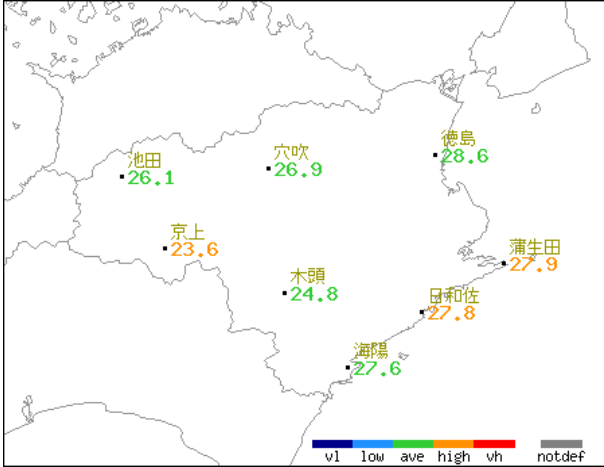 徳島
28.6
穴吹
26.9
池田
26.1
京上
23.6
蒲生田
27.9
木頭
24.8
日和佐
27.8
海陽
27.6
vl low ave high vh notdef